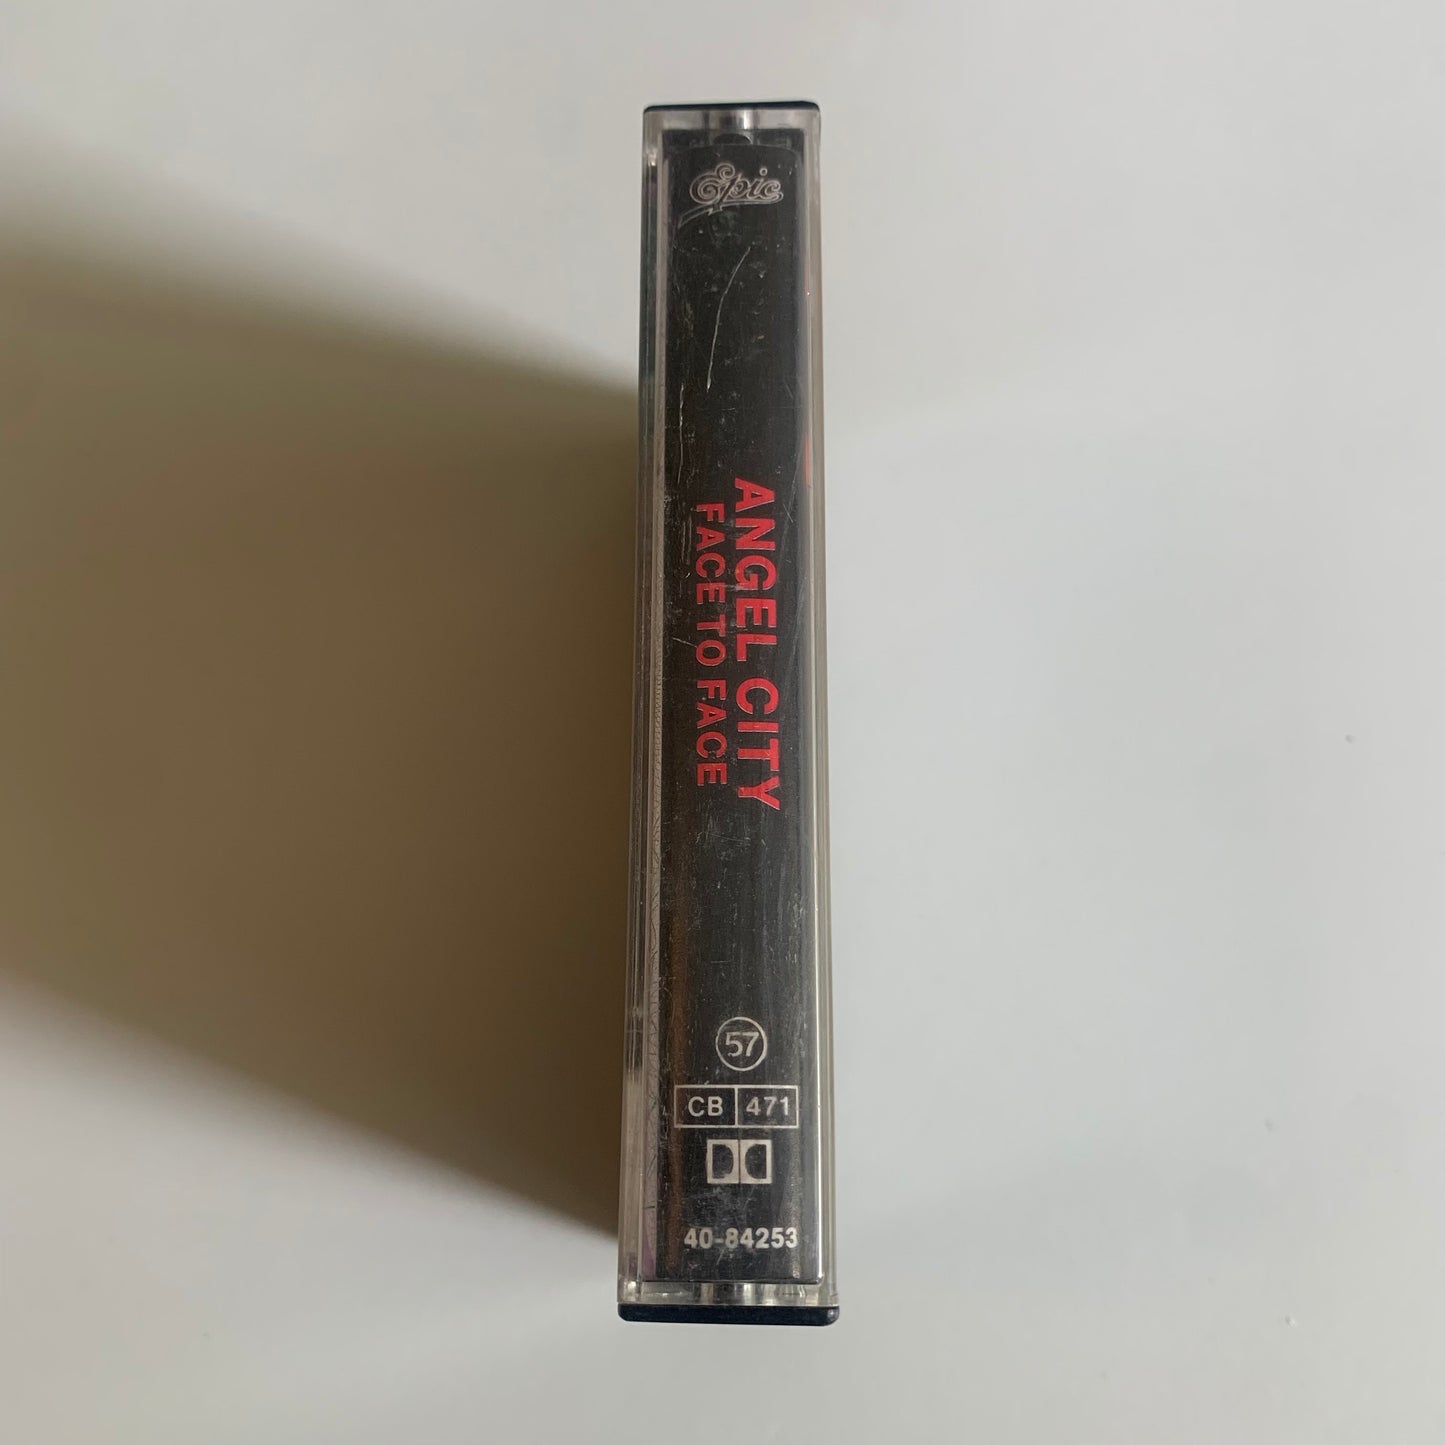 Epic
ANGEL CITY
FACE TO FACE
57
CB 471
40-84253